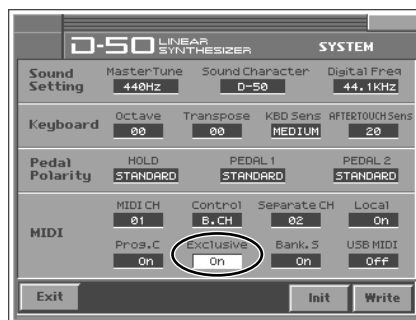 D-50 LINEAR SYNTHESIZER SYSTEM
Sound Setting
MasterTune Sound Character Digital Freq
440Hz D-50 44.1KHz
Keyboard
Octave Transpose KBD Sens AFTERTOUCH Sens
00 00 MEDIUM 20
Pedal Polarity
HOLD PEDAL 1 PEDAL 2
STANDARD STANDARD STANDARD
MIDI
MIDI CH Control Separate CH Local
01 B.CH 02 On
Prog.C Exclusive Bank.S USB MIDI
On On On Off
Exit Init Write